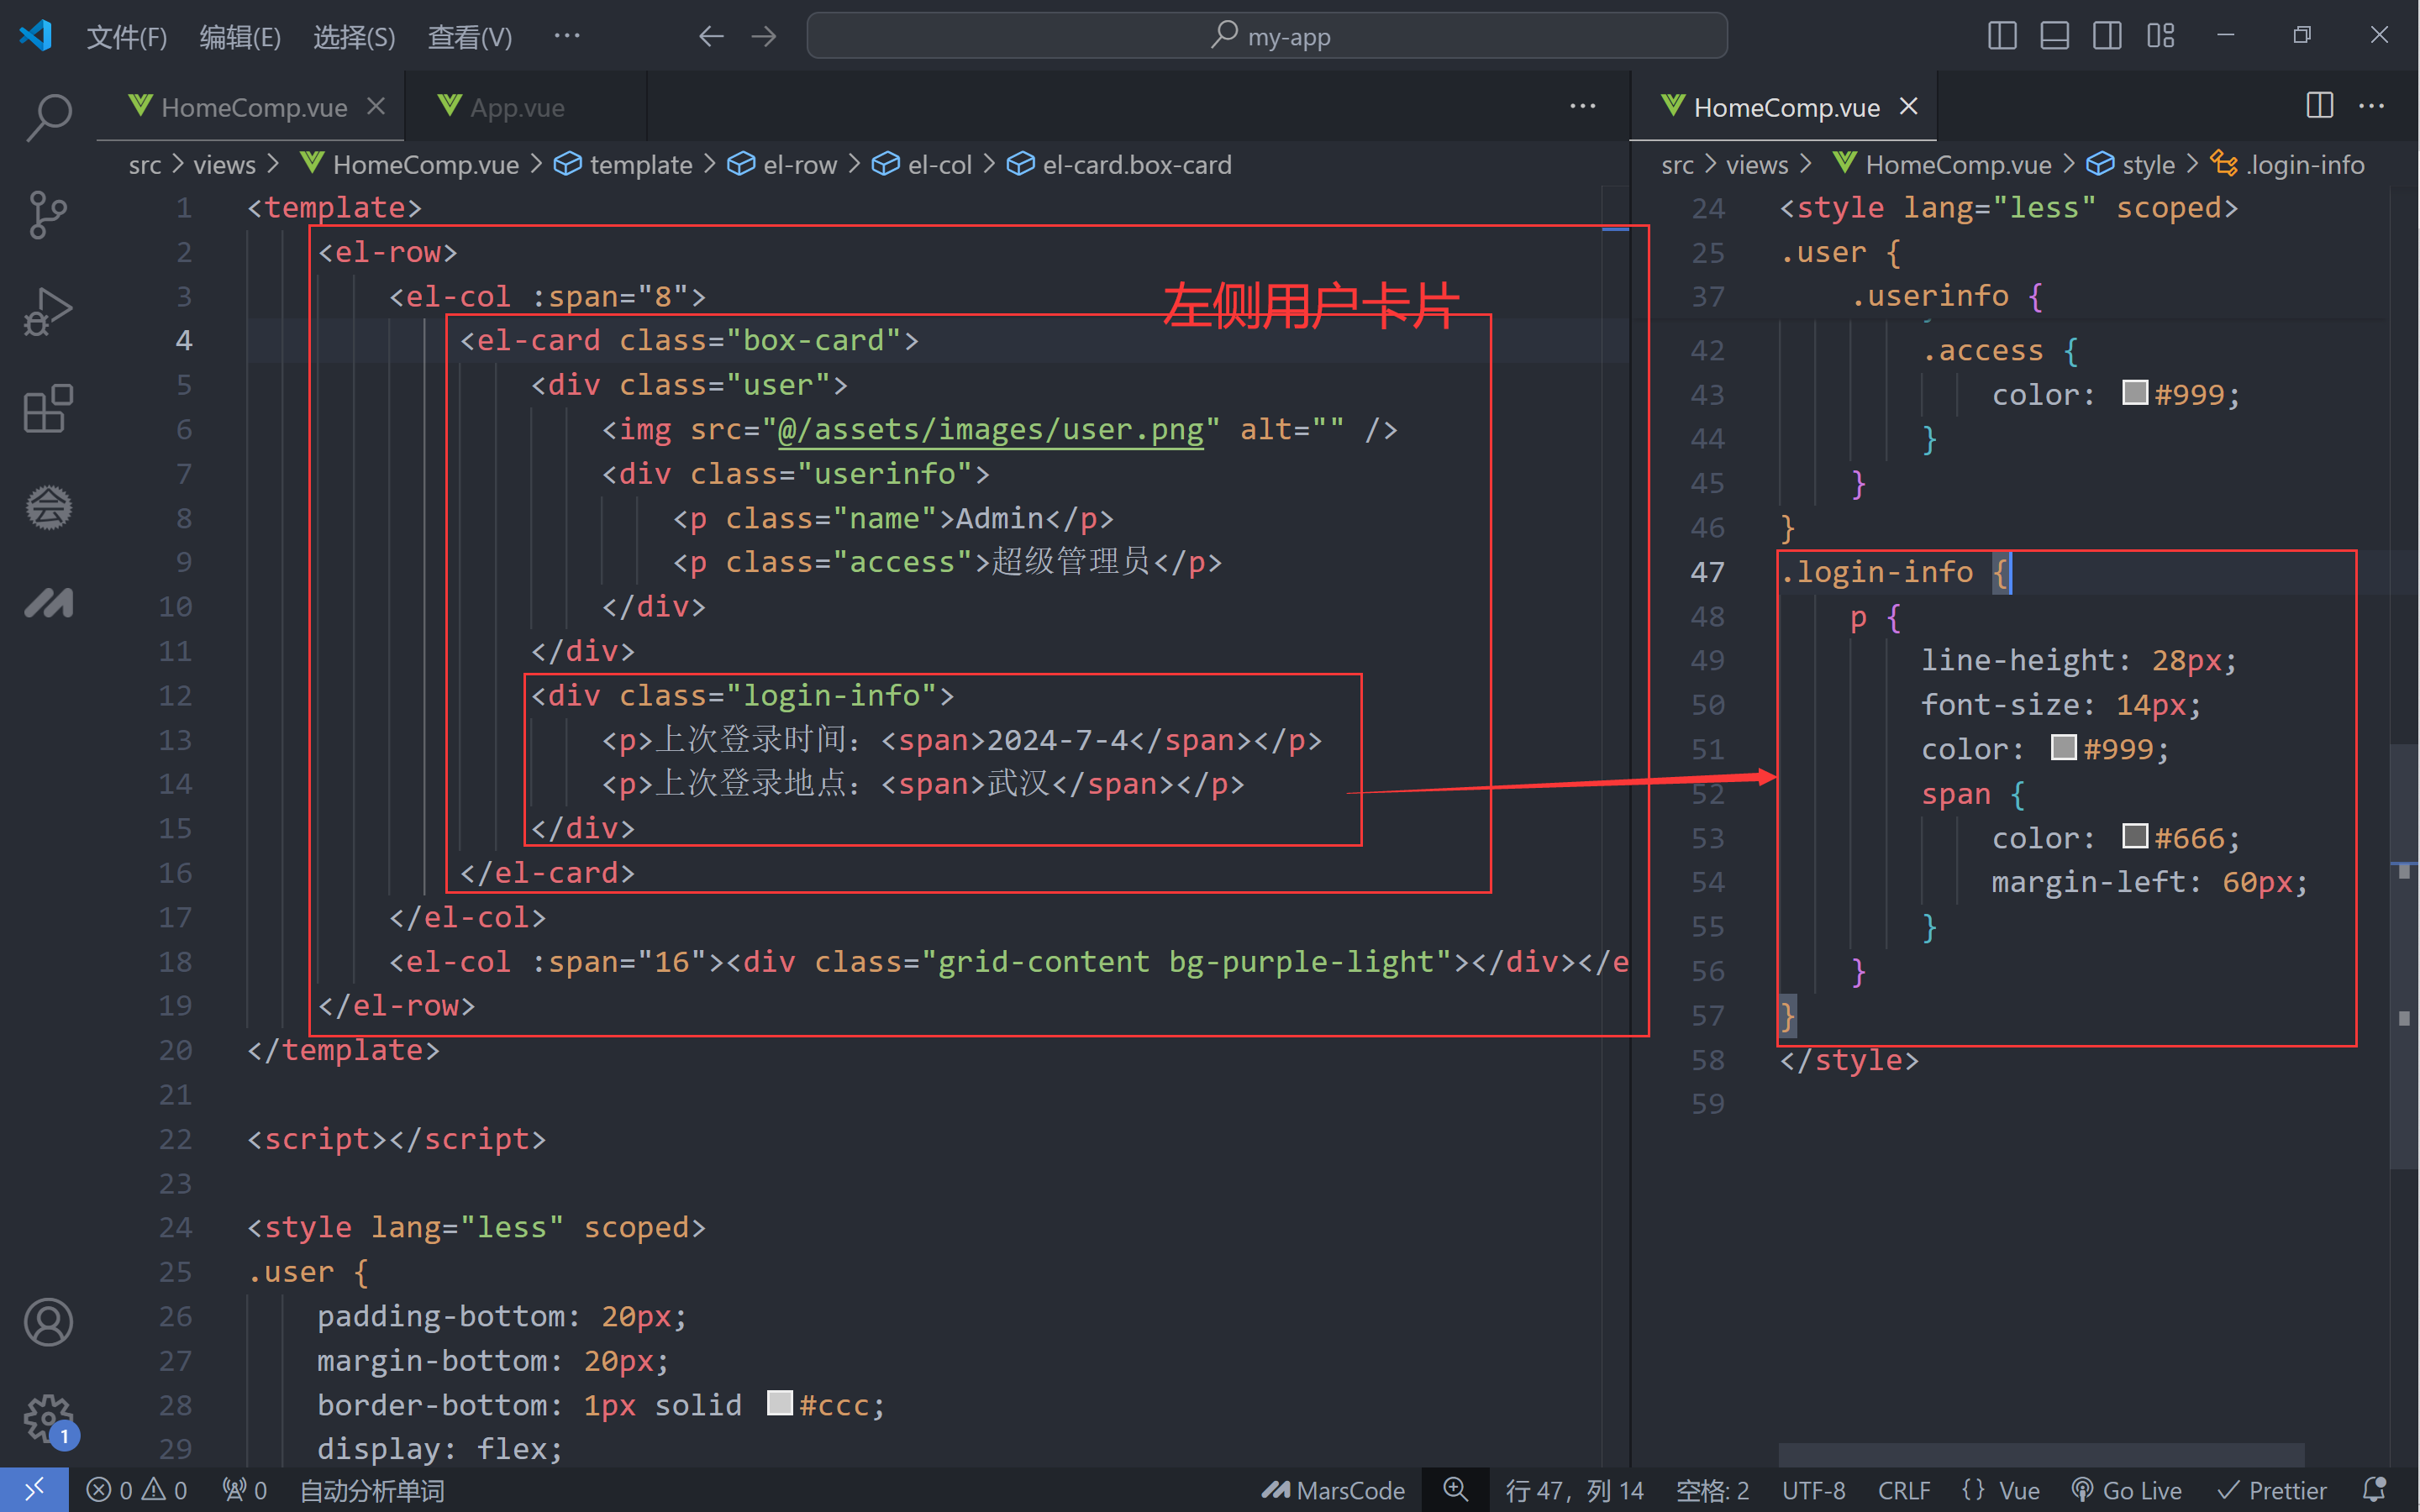 文件(F) 编辑(E) 选择(S) 查看(V) ··· my-app
HomeComp.vue App.vue ···
src > views > HomeComp.vue > template > el-row > el-col > el-card.box-card
1 <template>
2 <el-row>
3 <el-col :span="8">
左侧用户卡片
4 <el-card class="box-card">
5 <div class="user">
6 <img src="@/assets/images/user.png" alt="" />
7 <div class="userinfo">
8 <p class="name">Admin</p>
9 <p class="access">超级管理员</p>
10 </div>
11 </div>
12 <div class="login-info">
13 <p>上次登录时间：<span>2024-7-4</span></p>
14 <p>上次登录地点：<span>武汉</span></p>
15 </div>
16 </el-card>
17 </el-col>
18 <el-col :span="16"><div class="grid-content bg-purple-light"></div></e
19 </el-row>
20 </template>
21
22 <script></script>
23
24 <style lang="less" scoped>
25 .user {
26 padding-bottom: 20px;
27 margin-bottom: 20px;
28 border-bottom: 1px solid #ccc;
29 display: flex;
HomeComp.vue ···
src > views > HomeComp.vue > style > .login-info
24 <style lang="less" scoped>
25 .user {
37 .userinfo {
42 .access {
43 color: #999;
44 }
45 }
46 }
47 .login-info {
48 p {
49 line-height: 28px;
50 font-size: 14px;
51 color: #999;
52 span {
53 color: #666;
54 margin-left: 60px;
55 }
56 }
57 }
58 </style>
59
1
0 0 0 自动分析单词 MarsCode 行 47，列 14 空格: 2 UTF-8 CRLF {} Vue Go Live Prettier